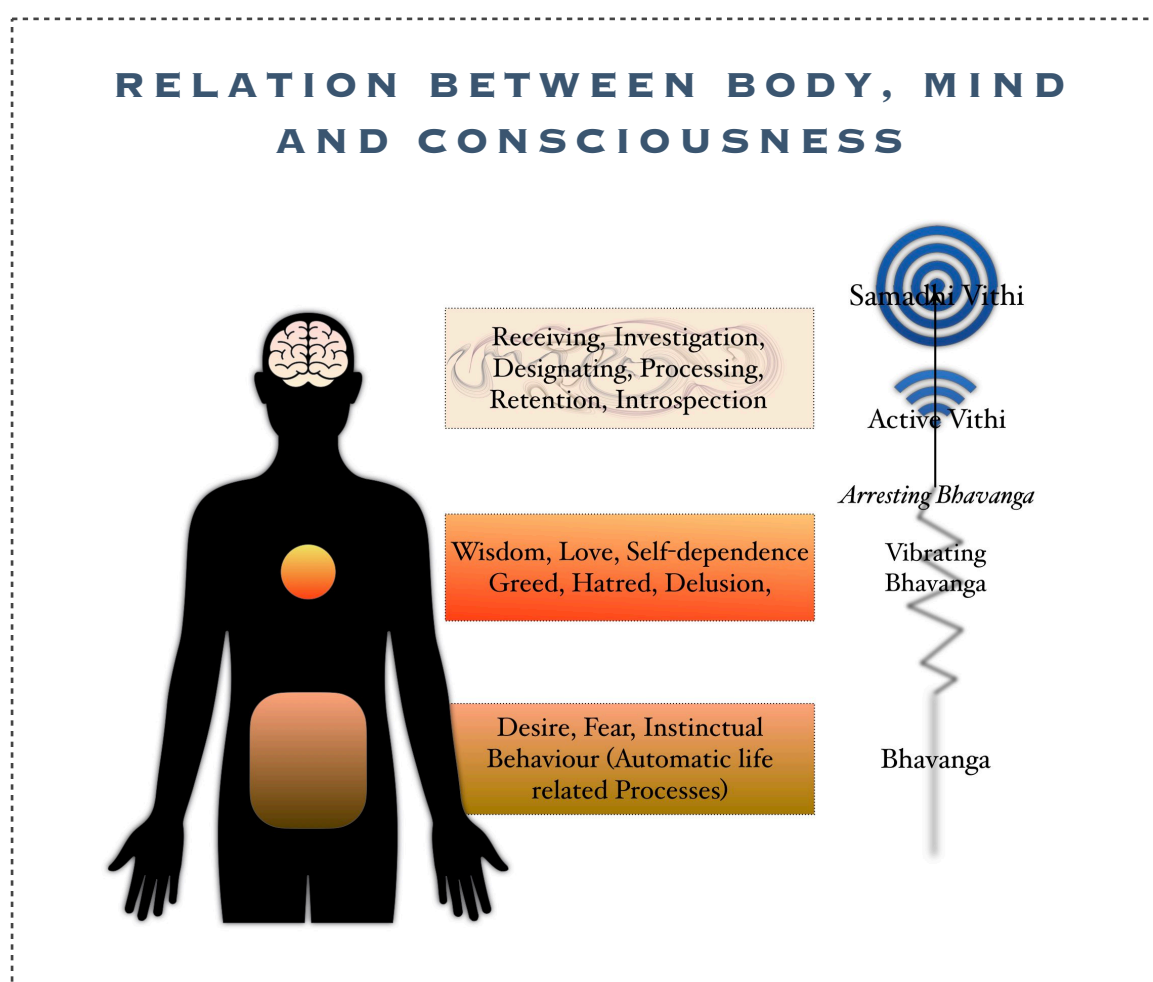 RELATION BETWEEN BODY, MIND
AND CONSCIOUSNESS
Samadhi Vithi
Receiving, Investigation,
Designating, Processing,
Retention, Introspection
Active Vithi
Arresting Bhavanga
Wisdom, Love, Self-dependence
Greed, Hatred, Delusion,
Vibrating
Bhavanga
Desire, Fear, Instinctual
Behaviour (Automatic life
related Processes)
Bhavanga